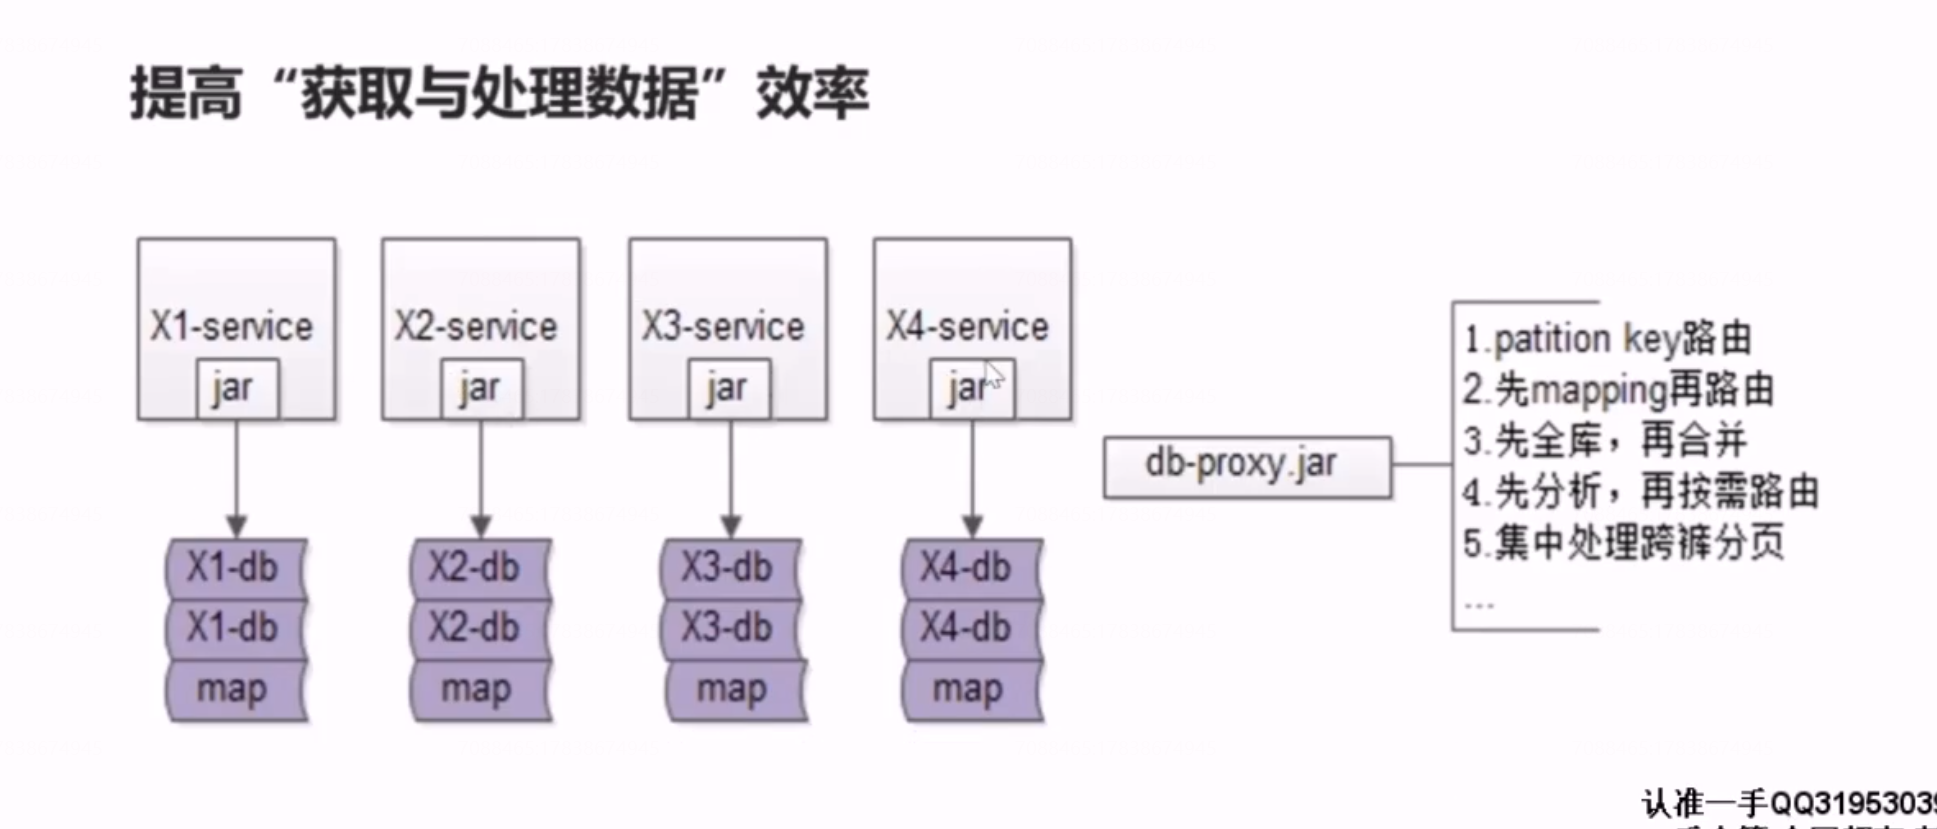 提高“获取与处理数据”效率
X1-service
X2-service
X3-service
X4-service
jar
jar
jar
jar
X1-db
X2-db
X3-db
X4-db
X1-db
X2-db
X3-db
X4-db
map
map
map
map
db-proxy.jar
1.patition key路由
2.先mapping再路由
3.先全库，再合并
4.先分析，再按需路由
5.集中处理跨裤分页
...
认准一手QQ31953039